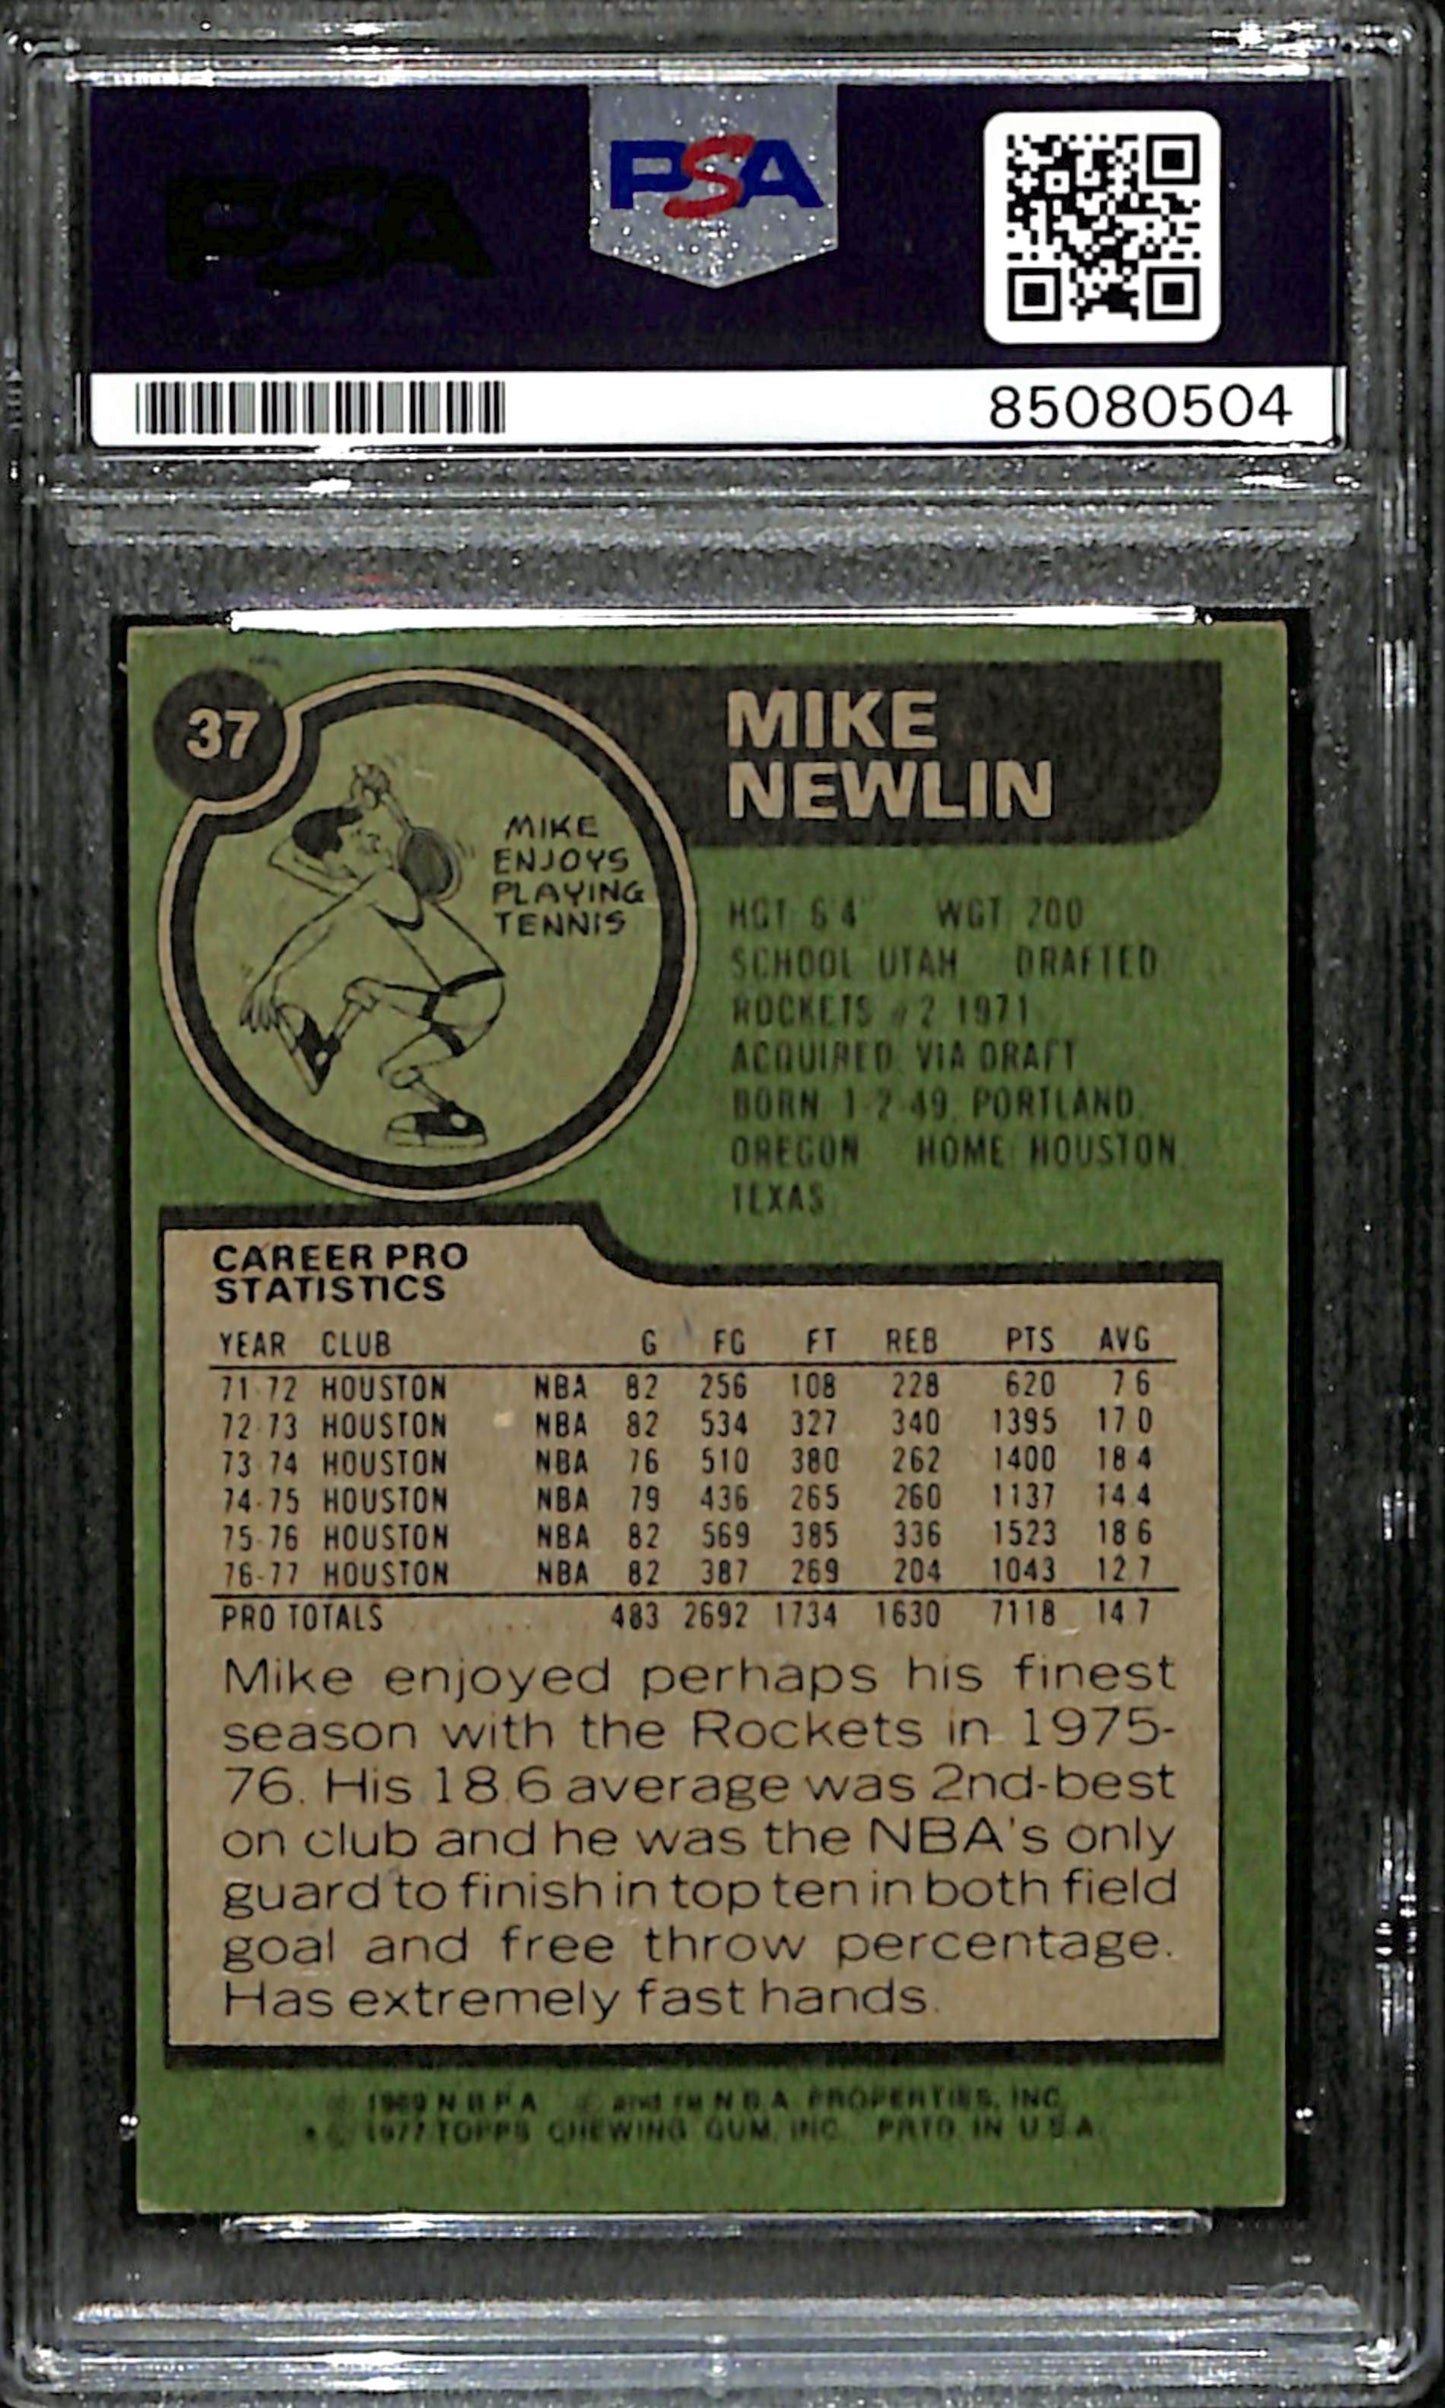 PSA
PSA
85080504
37
MIKE
NEWLIN
MIKE
ENJOYS
PLAYING
TENNIS
HGT 6'4" WGT 200
SCHOOL UTAH DRAFTED
ROCKETS #2 1971
ACQUIRED VIA DRAFT
BORN 1-2-49, PORTLAND,
OREGON HOME HOUSTON,
TEXAS
CAREER PRO
STATISTICS
YEAR CLUB G FG FT REB PTS AVG
71-72 HOUSTON NBA 82 256 108 228 620 7.6
72-73 HOUSTON NBA 82 534 327 340 1395 17.0
73-74 HOUSTON NBA 76 510 380 262 1400 18.4
74-75 HOUSTON NBA 79 436 265 260 1137 14.4
75-76 HOUSTON NBA 82 569 385 336 1523 18.6
76-77 HOUSTON NBA 82 387 269 204 1043 12.7
PRO TOTALS . . . . 483 2692 1734 1630 7118 14.7
Mike enjoyed perhaps his finest
season with the Rockets in 1975-
76. His 18.6 average was 2nd-best
on club and he was the NBA's only
guard to finish in top ten in both field
goal and free throw percentage.
Has extremely fast hands.
© 1969 N.B.P.A. © and TM N.B.A. PROPERTIES, INC.
* © 1977 TOPPS CHEWING GUM, INC. PRTD. IN U.S.A.